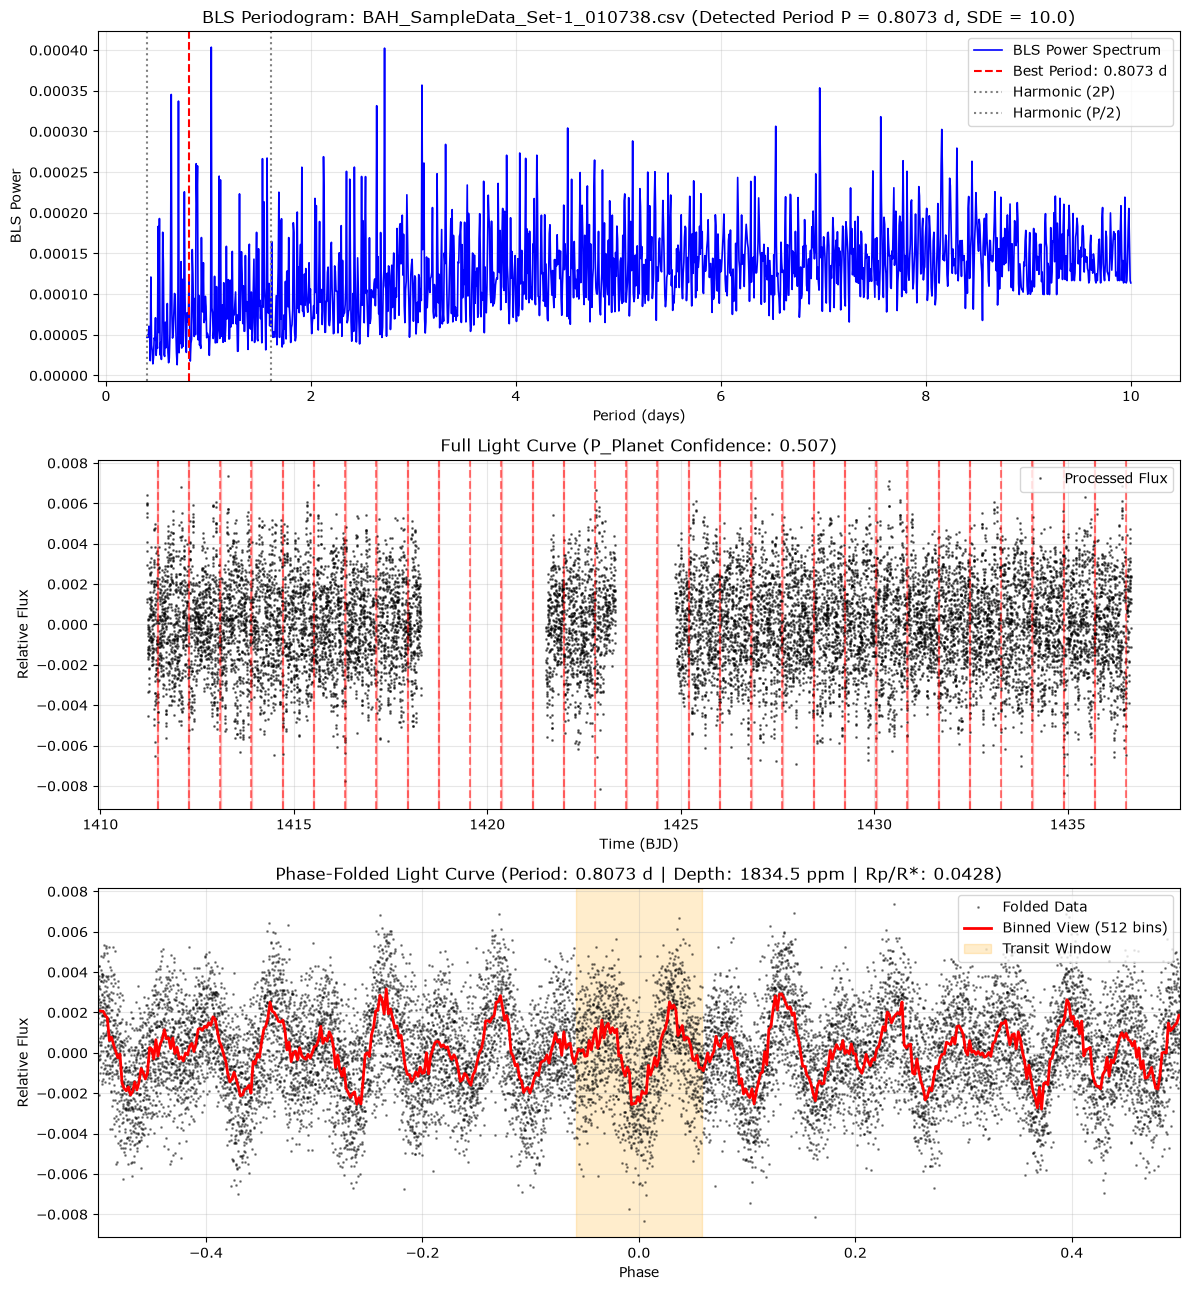 BLS Periodogram: BAH_SampleData_Set-1_010738.csv (Detected Period P = 0.8073 d, SDE = 10.0)
0.00040
0.00035
0.00030
0.00025
0.00020
0.00015
0.00010
0.00005
0.00000
BLS Power
BLS Power Spectrum
Best Period: 0.8073 d
Harmonic (2P)
Harmonic (P/2)
0 2 4 6 8 10
Period (days)
Full Light Curve (P_Planet Confidence: 0.507)
0.008
0.006
0.004
0.002
0.000
−0.002
−0.004
−0.006
−0.008
Relative Flux
Processed Flux
1410 1415 1420 1425 1430 1435
Time (BJD)
Phase-Folded Light Curve (Period: 0.8073 d | Depth: 1834.5 ppm | Rp/R*: 0.0428)
0.008
0.006
0.004
0.002
0.000
−0.002
−0.004
−0.006
−0.008
Relative Flux
Folded Data
Binned View (512 bins)
Transit Window
−0.4 −0.2 0.0 0.2 0.4
Phase